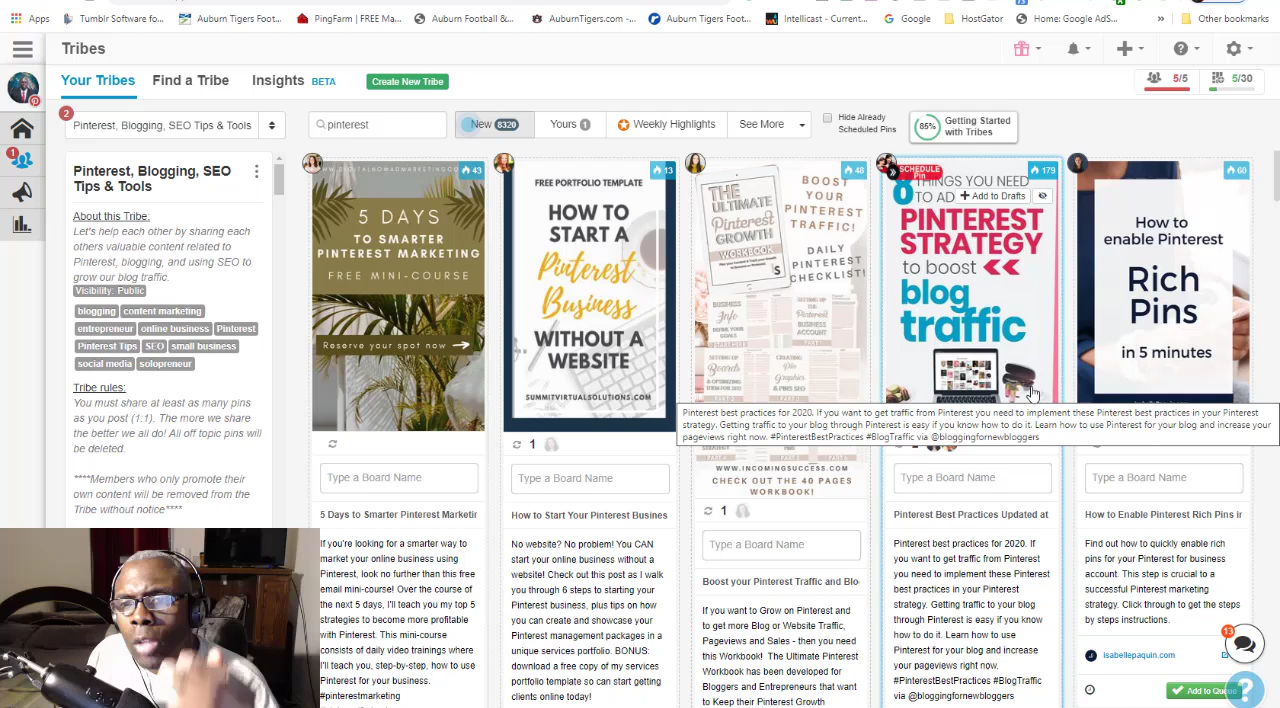 Apps
Tumblr Software fo...
Auburn Tigers Foot...
PingFarm | FREE Ma...
Auburn Football &...
AuburnTigers.com -...
Auburn Tigers Foot...
Intellicast - Current...
Google
HostGator
Home: Google AdS...
»
Other bookmarks
Tribes
Your Tribes
Find a Tribe
Insights BETA
Create New Tribe
5/5
5/30
2
Pinterest, Blogging, SEO Tips & Tools
pinterest
New 8320
Yours 1
Weekly Highlights
See More
Hide Already
Scheduled Pins
85%
Getting Started
with Tribes
1
Pinterest, Blogging, SEO
Tips & Tools
About this Tribe:
Let's help each other by sharing each
others valuable content related to
Pinterest, blogging, and using SEO to
grow our blog traffic.
Visibility: Public
blogging content marketing
entrepreneur online business Pinterest
Pinterest Tips SEO small business
social media solopreneur
Tribe rules:
You must share at least as many pins
as you post (1:1). The more we share
the better we all do! All off topic pins will
be deleted.
****Members who only promote
their own content will be removed from the
Tribe without notice****
43
5 DAYS
TO SMARTER
PINTEREST MARKETING
FREE MINI-COURSE
Reserve your spot now
Type a Board Name
5 Days to Smarter Pinterest Marketin
If you're looking for a smarter way to
market your online business using
Pinterest, look no further than this free
email mini-course! Over the course of
the next 5 days, I'll teach you my top 5
strategies to become more profitable
with Pinterest. This mini-course
consists of daily video trainings where
I'll teach you, step-by-step, how to use
Pinterest for your business.
#pinterestmarketing
13
FREE PORTFOLIO TEMPLATE
HOW TO
START A
Pinterest
Business
WITHOUT A
WEBSITE
SUMMITVIRTUALSOLUTIONS.COM
1
Type a Board Name
How to Start Your Pinterest Busines
No website? No problem! You CAN
start your online business without a
website! Check out this post as I walk
you through 6 steps to starting your
Pinterest business, plus tips on how
you can create and showcase your
Pinterest management packages in a
unique services portfolio. BONUS:
download a free copy of my services
portfolio template so can start getting
clients online today!
48
THE
ULTIMATE
Pinterest
GROWTH
WORKBOOK
BOOST
YOUR
PINTEREST
TRAFFIC!
DAILY
PINTEREST
CHECKLIST!
WWW.INCOMINGSUCCESS.COM
CHECK OUT THE 40 PAGES
WORKBOOK!
1
Type a Board Name
Boost your Pinterest Traffic and Blo
If you want to Grow on Pinterest and
to get more Blog or Website Traffic,
Pageviews and Sales - then you need
this Workbook! The Ultimate Pinterest
Workbook has been developed for
Bloggers and Entrepreneurs that want
to Keep their Pinterest Growth
SCHEDULE
Pin
179
8 THINGS YOU NEED
TO AD
Add to Drafts
PINTEREST
STRATEGY
to boost
blog
traffic
Pinterest best practices for 2020. If you want to get traffic from Pinterest you need to implement these Pinterest best practices in your Pinterest
strategy. Getting traffic to your blog through Pinterest is easy if you know how to do it. Learn how to use Pinterest for your blog and increase your
pageviews right now. #PinterestBestPractices #BlogTraffic via @bloggingfornewbloggers
Type a Board Name
Pinterest Best Practices Updated at
Pinterest best practices for 2020. If
you want to get traffic from Pinterest
you need to implement these Pinterest
best practices in your Pinterest
strategy. Getting traffic to your blog
through Pinterest is easy if you know
how to do it. Learn how to use
Pinterest for your blog and increase
your pageviews right now.
#PinterestBestPractices #BlogTraffic
via @bloggingfornewbloggers
60
How to
enable Pinterest
Rich
Pins
in 5 minutes
Type a Board Name
How to Enable Pinterest Rich Pins in
Find out how to quickly enable rich
pins for your Pinterest for business
account. This step is crucial to a
successful Pinterest marketing
strategy. Click through to get the steps
by steps instructions.
isabellepaquin.com
13
Add to Queue
?